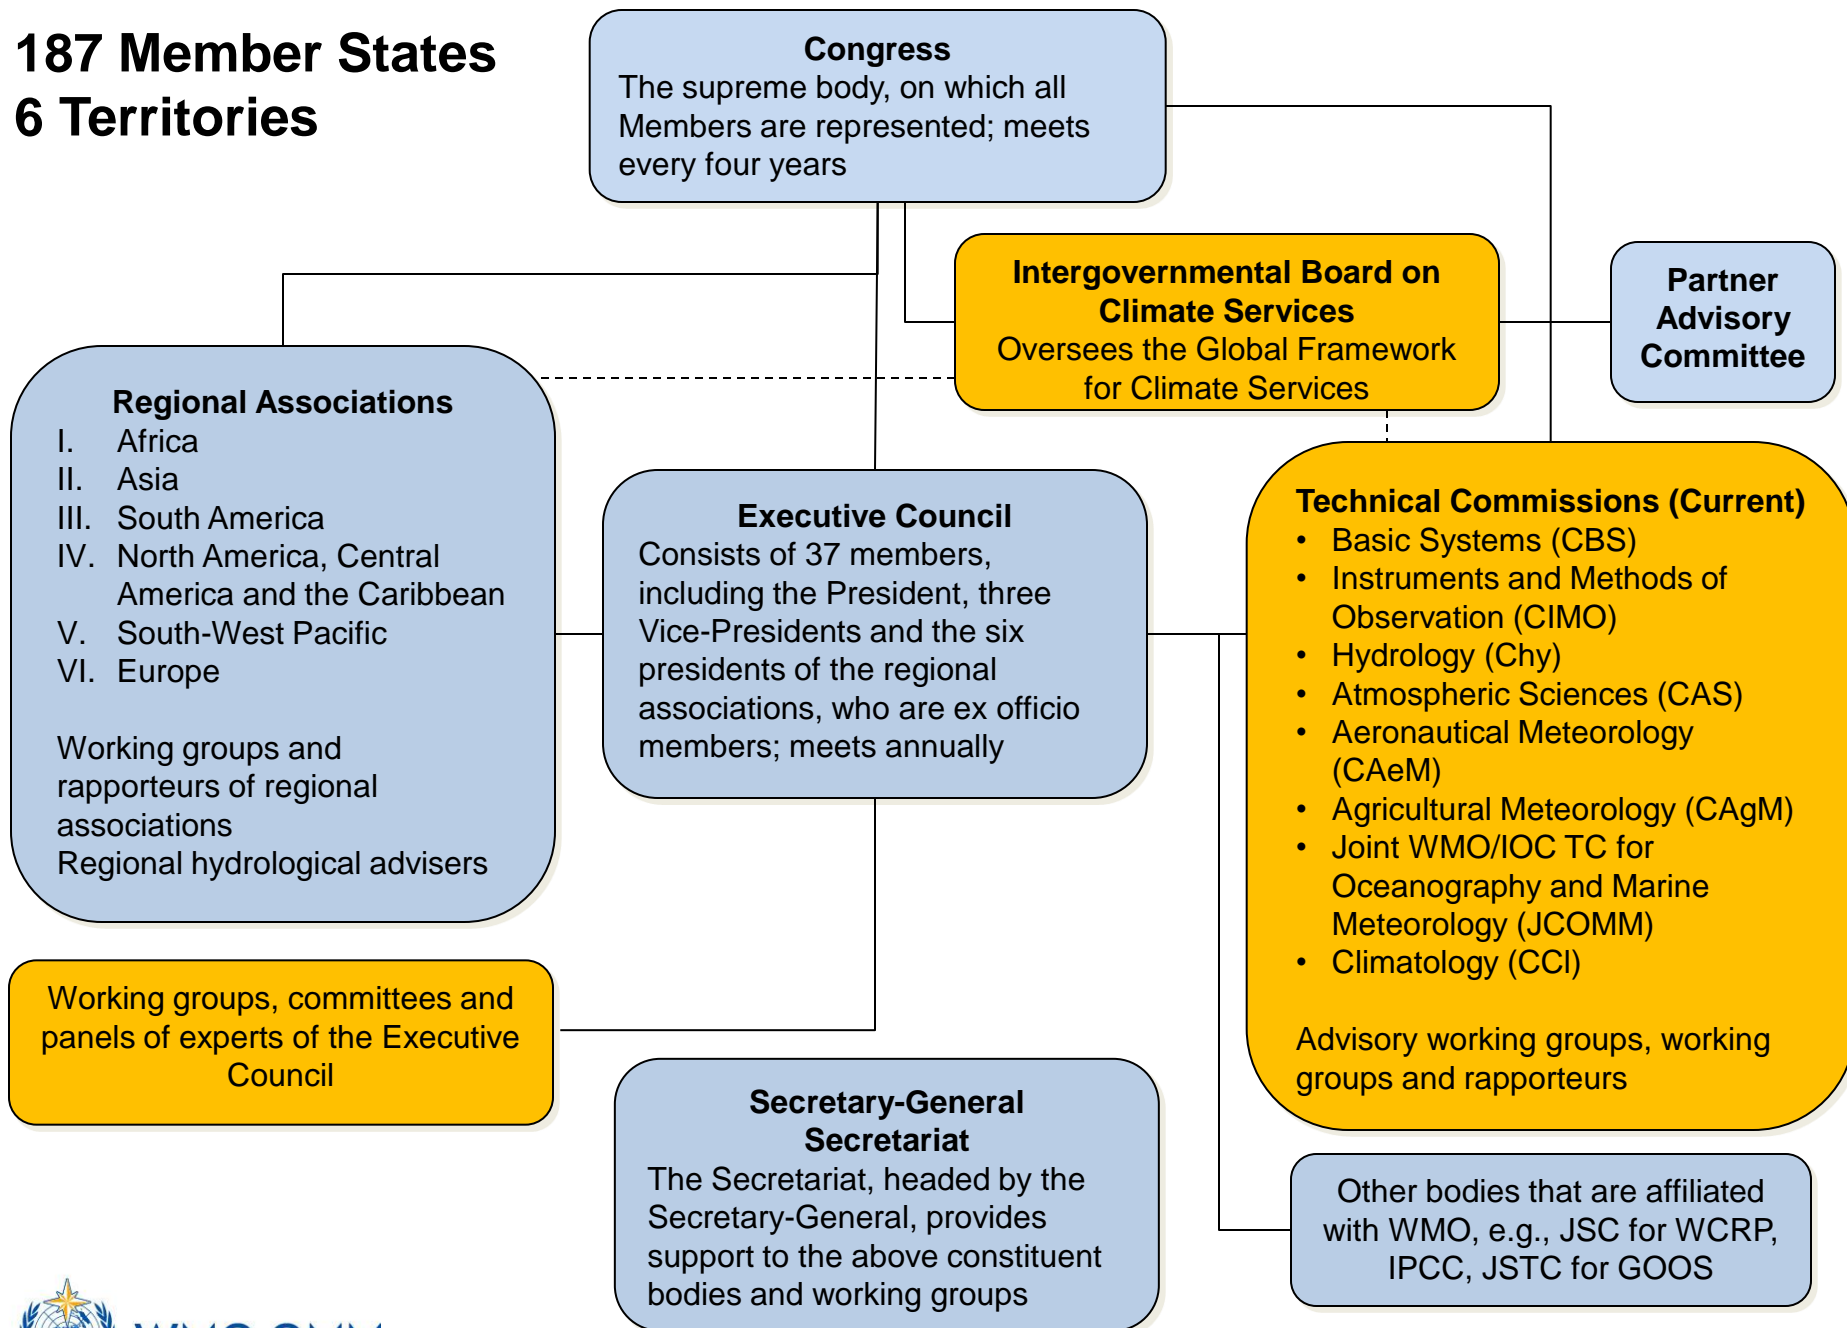 187 Member States
6 Territories
Congress
The supreme body, on which all
Members are represented; meets
every four years
Intergovernmental Board on
Climate Services
Oversees the Global Framework
for Climate Services
Partner
Advisory
Committee
Regional Associations
I. Africa
II. Asia
III. South America
IV. North America, Central
America and the Caribbean
V. South-West Pacific
VI. Europe
Working groups and
rapporteurs of regional
associations
Regional hydrological advisers
Executive Council
Consists of 37 members,
including the President, three
Vice-Presidents and the six
presidents of the regional
associations, who are ex officio
members; meets annually
Technical Commissions (Current)
• Basic Systems (CBS)
• Instruments and Methods of
Observation (CIMO)
• Hydrology (Chy)
• Atmospheric Sciences (CAS)
• Aeronautical Meteorology
(CAeM)
• Agricultural Meteorology (CAgM)
• Joint WMO/IOC TC for
Oceanography and Marine
Meteorology (JCOMM)
• Climatology (CCl)
Advisory working groups, working
groups and rapporteurs
Working groups, committees and
panels of experts of the Executive
Council
Secretary-General
Secretariat
The Secretariat, headed by the
Secretary-General, provides
support to the above constituent
bodies and working groups
Other bodies that are affiliated
with WMO, e.g., JSC for WCRP,
IPCC, JSTC for GOOS
WMO OMM